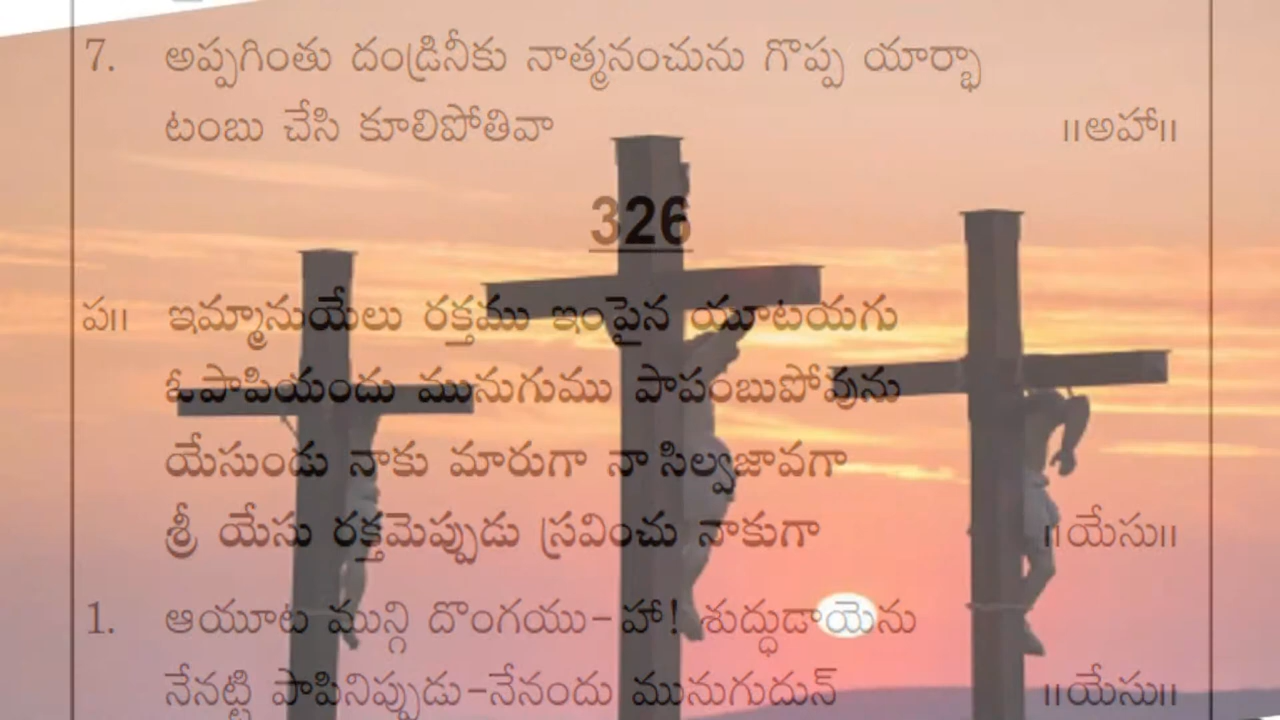 7. అప్పగింతు దండ్రినీకు నాత్మనంచును గొప్ప యార్భా
టంబు చేసి కూలిపోతివా ॥అహా॥
326
ప॥ ఇమ్మానుయేలు రక్తము ఇంపైన యూటయగు
ఓపాపియందు మునుగుము పాపంబుపోవును
యేసుండు నాకు మారుగా నా సిల్వజావగా
శ్రీ యేసు రక్తమెప్పుడు స్రవించు నాకుగా ॥యేసు॥
1. ఆయూట మున్గి దొంగయు-హా! శుద్ధుడాయెను
నేనట్టి పాపినిప్పుడు-నేనందు మునుగుదున్ ॥యేసు॥